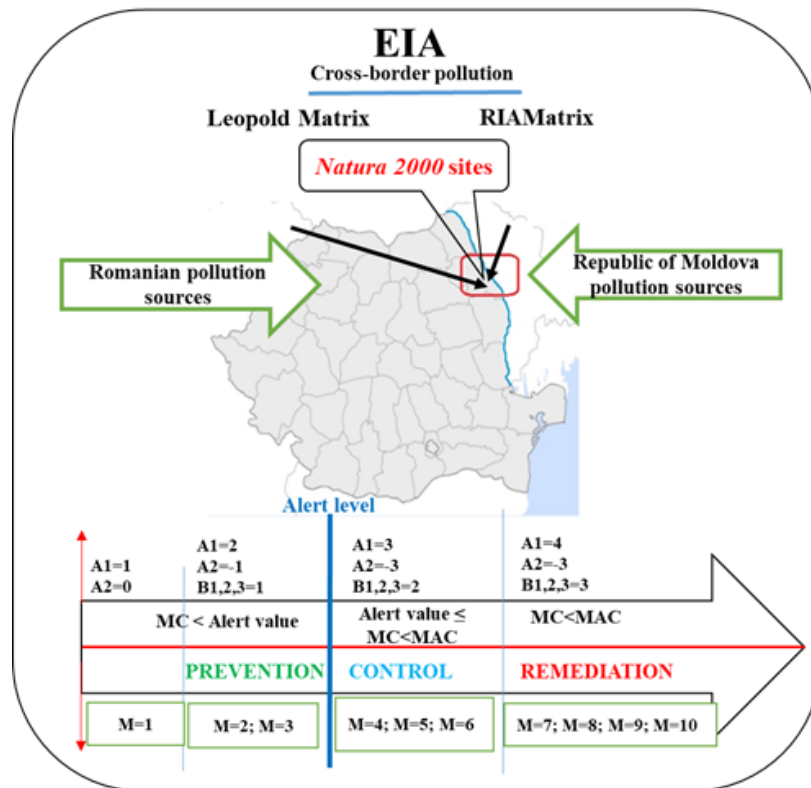 EIA
Cross-border pollution
Leopold Matrix
RIAMatrix
Natura 2000 sites
Romanian pollution
sources
Republic of Moldova
pollution sources
Alert level
A1=1
A2=0
A1=2
A2=-1
B1,2,3=1
A1=3
A2=-3
B1,2,3=2
A1=4
A2=-3
B1,2,3=3
MC < Alert value
Alert value ≤
MC<MAC
MC<MAC
PREVENTION
CONTROL
REMEDIATION
M=1
M=2; M=3
M=4; M=5; M=6
M=7; M=8; M=9; M=10